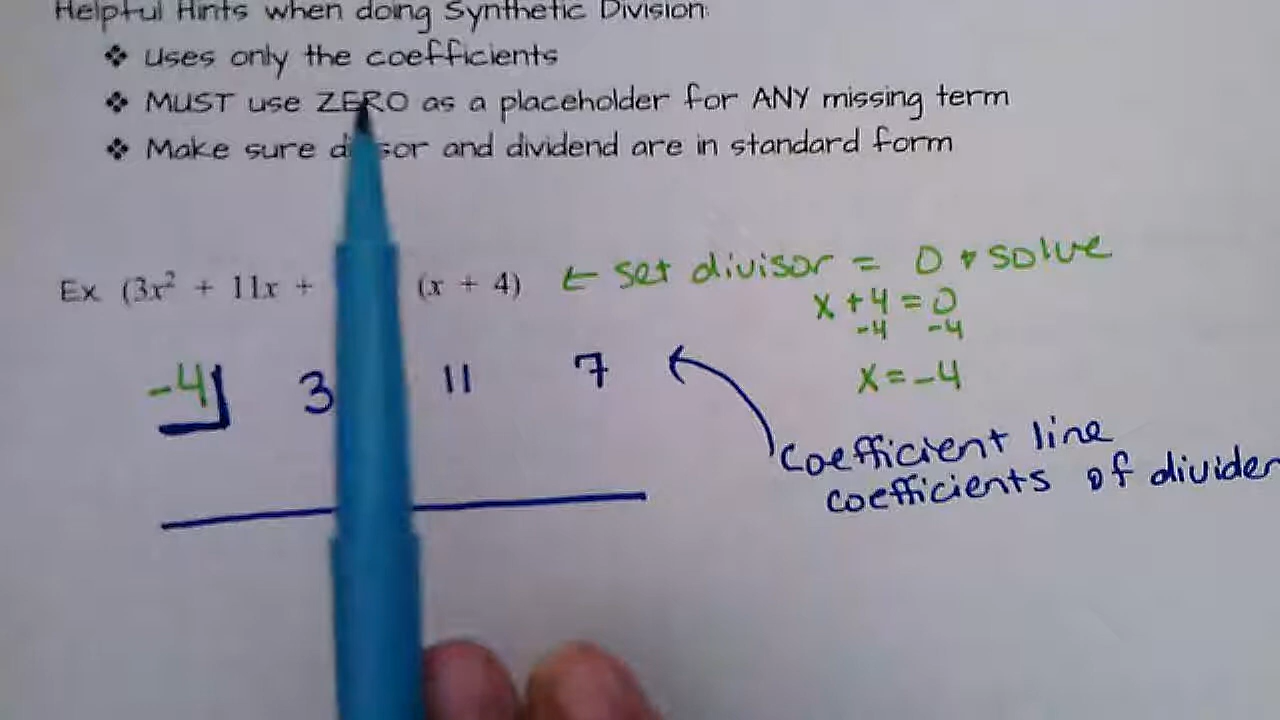 Helpful Hints when doing Synthetic Division:
❖ Uses only the coefficients
❖ MUST use ZERO as a placeholder for ANY missing term
❖ Make sure divisor and dividend are in standard form
Ex (3x² + 11x + (x + 4) ← set divisor = 0 & solve
x + 4 = 0
-4 -4
x = -4
-4 3 11 7
Coefficient line
coefficients of dividen